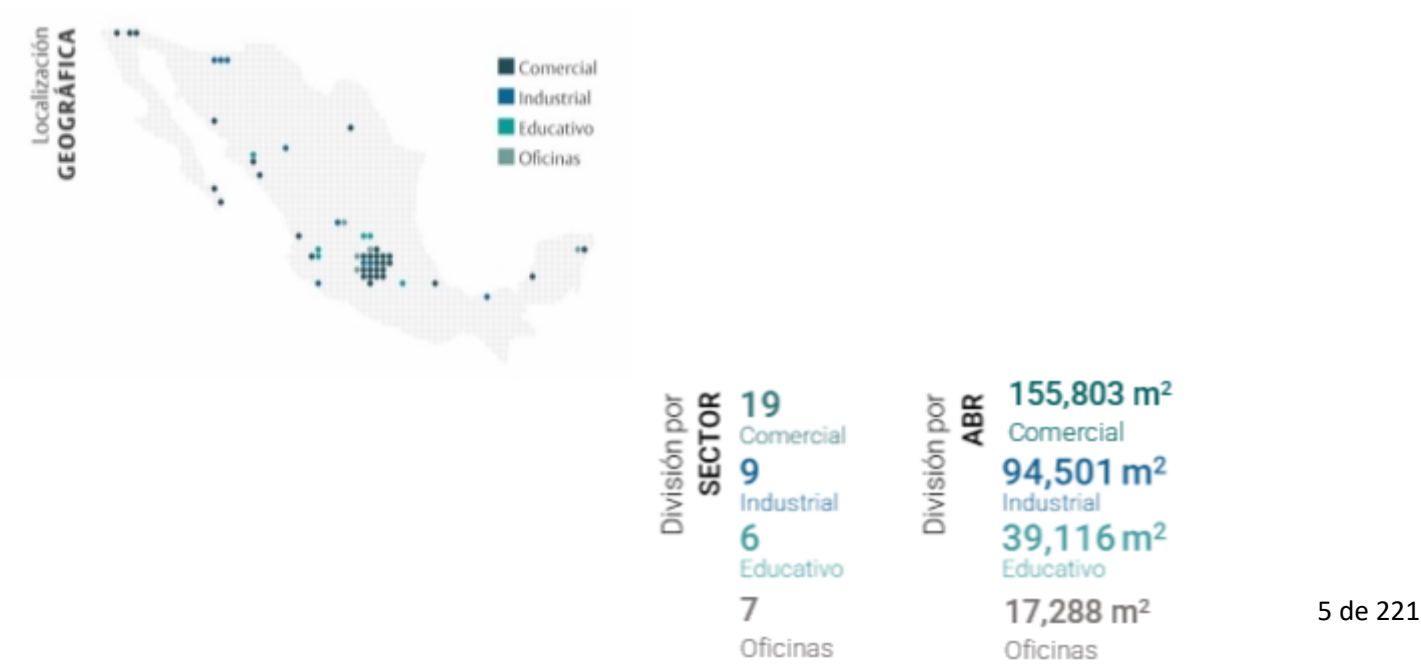 Localización
GEOGRÁFICA
Comercial
Industrial
Educativo
Oficinas
División por
SECTOR
19
Comercial
9
Industrial
6
Educativo
7
Oficinas
División por
ABR
155,803 m²
Comercial
94,501 m²
Industrial
39,116 m²
Educativo
17,288 m²
Oficinas
5 de 221